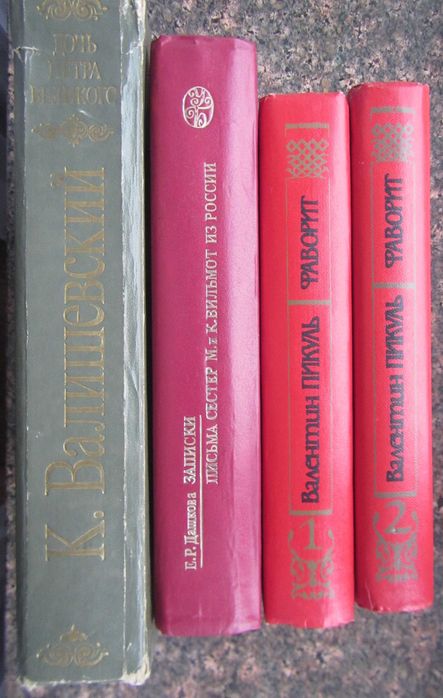 К. Валишевский
ДОЧЬ
ПЕТРА
ВЕЛИКОГО
Е.Р. Дашкова ЗАПИСКИ
ПИСЬМА СЕСТЕР М. и К. ВИЛЬМОТ ИЗ РОССИИ
1 Валентин ПИКУЛЬ ФАВОРИТ
2 Валентин ПИКУЛЬ ФАВОРИТ